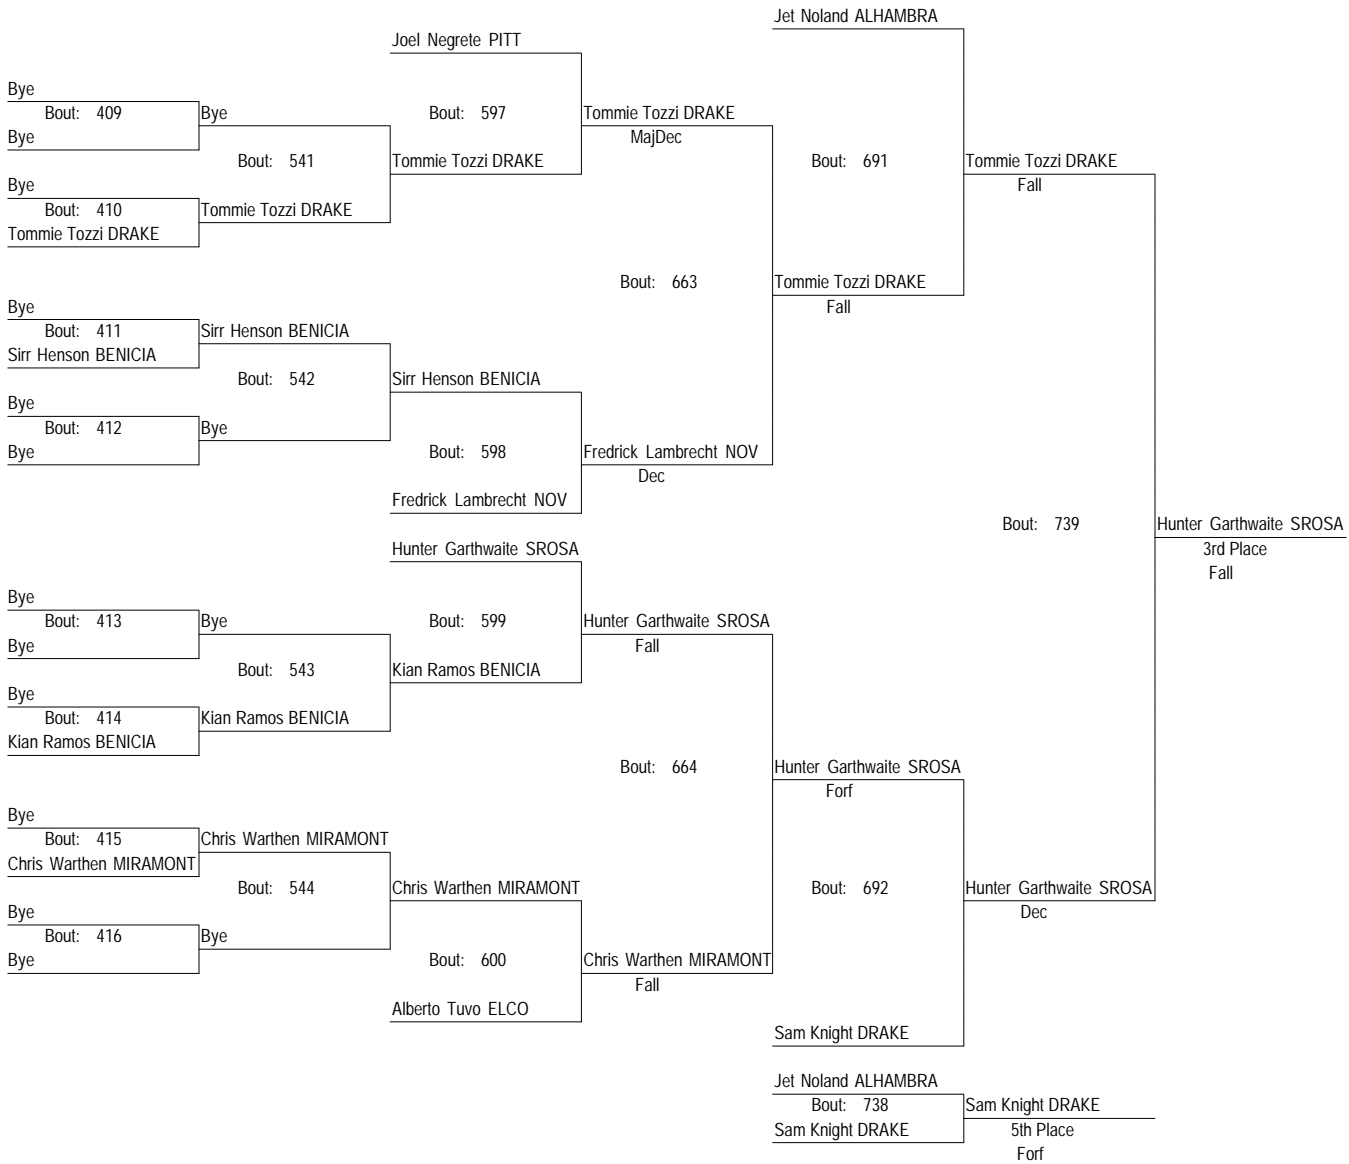 Jet Noland ALHAMBRA
Joel Negrete PITT
Bye
Bout: 409
Bye
Bye
Bout: 597
Tommie Tozzi DRAKE
MajDec
Bout: 541
Tommie Tozzi DRAKE
Bout: 691
Tommie Tozzi DRAKE
Fall
Bye
Bout: 410
Tommie Tozzi DRAKE
Tommie Tozzi DRAKE
Bout: 663
Tommie Tozzi DRAKE
Fall
Bye
Bout: 411
Sirr Henson BENICIA
Sirr Henson BENICIA
Bout: 542
Sirr Henson BENICIA
Bye
Bout: 412
Bye
Bye
Bout: 598
Fredrick Lambrecht NOV
Dec
Fredrick Lambrecht NOV
Bout: 739
Hunter Garthwaite SROSA
3rd Place
Fall
Hunter Garthwaite SROSA
Bye
Bout: 413
Bye
Bye
Bout: 599
Hunter Garthwaite SROSA
Fall
Bout: 543
Kian Ramos BENICIA
Bye
Bout: 414
Kian Ramos BENICIA
Kian Ramos BENICIA
Bout: 664
Hunter Garthwaite SROSA
Forf
Bye
Bout: 415
Chris Warthen MIRAMONT
Chris Warthen MIRAMONT
Bout: 544
Chris Warthen MIRAMONT
Bout: 692
Hunter Garthwaite SROSA
Dec
Bye
Bout: 416
Bye
Bye
Bout: 600
Chris Warthen MIRAMONT
Fall
Alberto Tuvo ELCO
Sam Knight DRAKE
Jet Noland ALHAMBRA
Bout: 738
Sam Knight DRAKE
Sam Knight DRAKE
5th Place
Forf